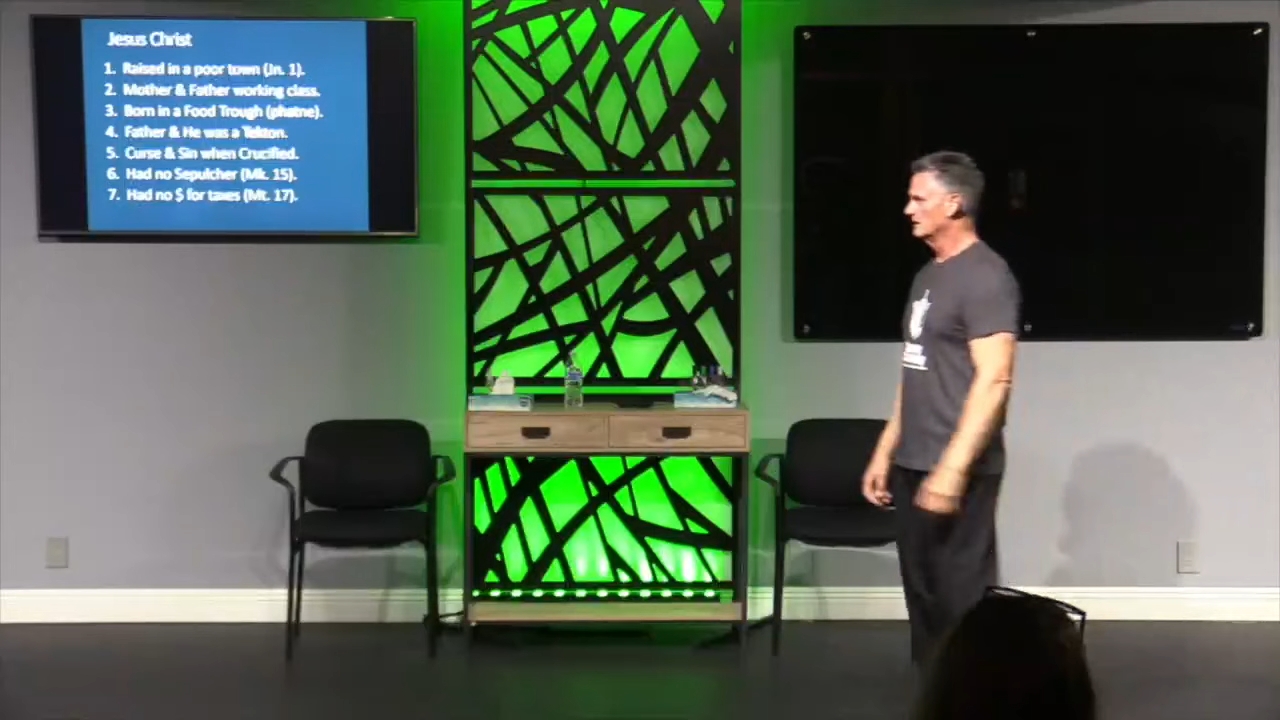 Jesus Christ
1. Raised in a poor town (Jn. 1).
2. Mother & Father working class.
3. Born in a Food Trough (phatne).
4. Father & He was a Tekton.
5. Curse & Sin when Crucified.
6. Had no Sepulcher (Mk. 15).
7. Had no $ for taxes (Mt. 17).